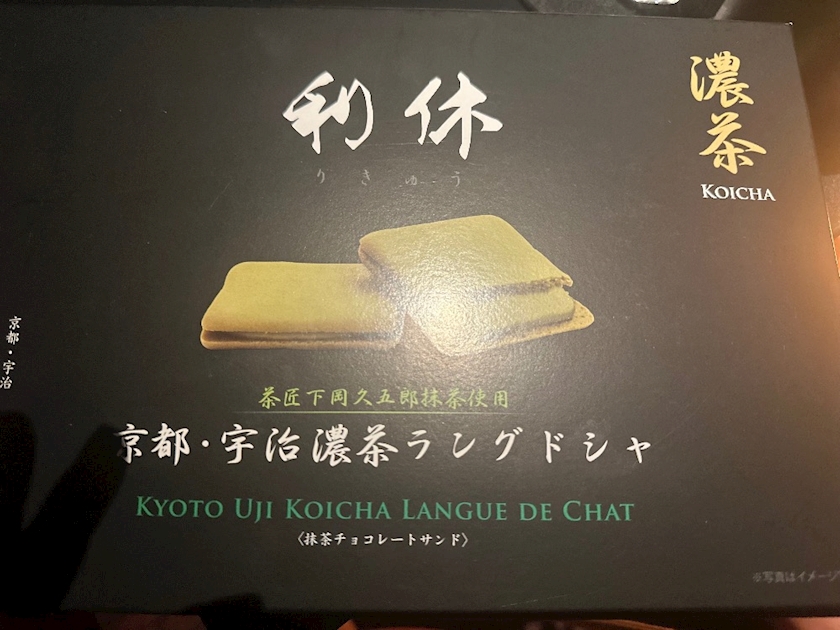 利休
りきゅう
濃茶
KOICHA
京都・宇治
茶匠下岡久五郎抹茶使用
京都・宇治濃茶ラングドシャ
KYOTO UJI KOICHA LANGUE DE CHAT
〈抹茶チョコレートサンド〉
※写真はイメージ